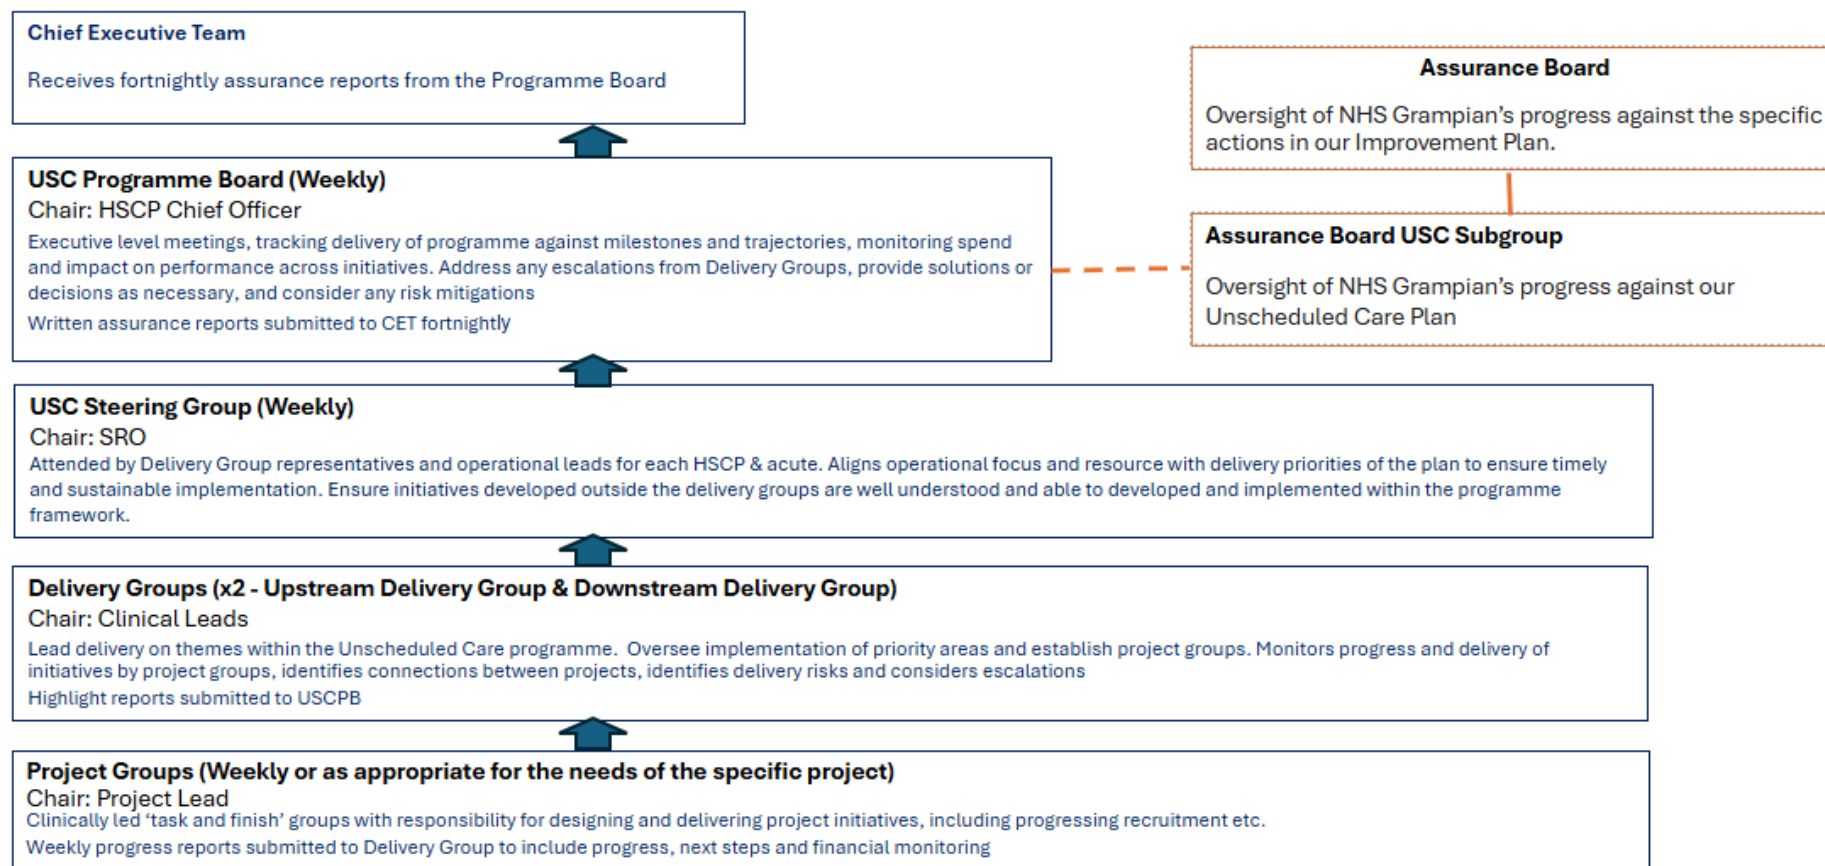 Chief Executive Team
Receives fortnightly assurance reports from the Programme Board
Assurance Board
Oversight of NHS Grampian’s progress against the specific
actions in our Improvement Plan.
USC Programme Board (Weekly)
Chair: HSCP Chief Officer
Executive level meetings, tracking delivery of programme against milestones and trajectories, monitoring spend
and impact on performance across initiatives. Address any escalations from Delivery Groups, provide solutions or
decisions as necessary, and consider any risk mitigations
Written assurance reports submitted to CET fortnightly
Assurance Board USC Subgroup
Oversight of NHS Grampian’s progress against our
Unscheduled Care Plan
USC Steering Group (Weekly)
Chair: SRO
Attended by Delivery Group representatives and operational leads for each HSCP & acute. Aligns operational focus and resource with delivery priorities of the plan to ensure timely
and sustainable implementation. Ensure initiatives developed outside the delivery groups are well understood and able to developed and implemented within the programme
framework.
Delivery Groups (x2 - Upstream Delivery Group & Downstream Delivery Group)
Chair: Clinical Leads
Lead delivery on themes within the Unscheduled Care programme.  Oversee implementation of priority areas and establish project groups. Monitors progress and delivery of
initiatives by project groups, identifies connections between projects, identifies delivery risks and considers escalations
Highlight reports submitted to USCPB
Project Groups (Weekly or as appropriate for the needs of the specific project)
Chair: Project Lead
Clinically led ‘task and finish’ groups with responsibility for designing and delivering project initiatives, including progressing recruitment etc.
Weekly progress reports submitted to Delivery Group to include progress, next steps and financial monitoring